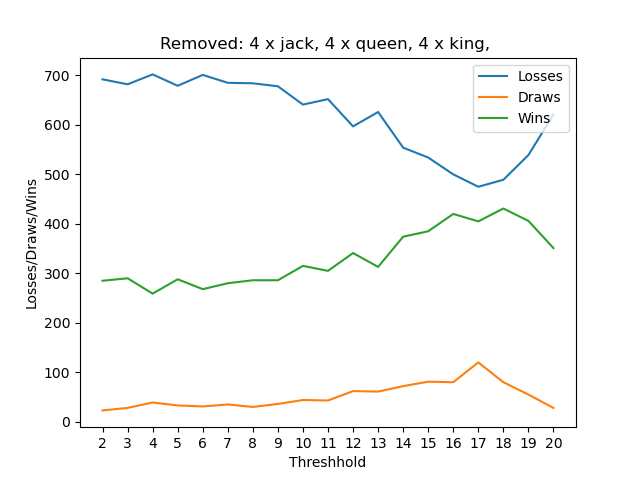 Removed: 4 x jack, 4 x queen, 4 x king,
Losses
Draws
Wins
700
600
500
400
300
200
100
0
Losses/Draws/Wins
2 3 4 5 6 7 8 9 10 11 12 13 14 15 16 17 18 19 20
Threshhold